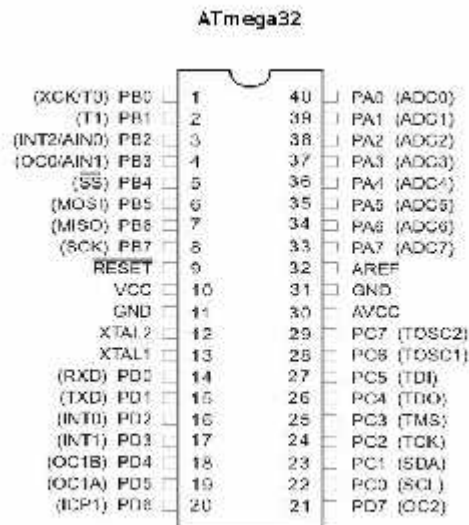 ATmega32
(XCK/T0) PB0 1 40 PA0 (ADC0)
(T1) PB1 2 39 PA1 (ADC1)
(INT2/AIN0) PB2 3 38 PA2 (ADC2)
(OC0/AIN1) PB3 4 37 PA3 (ADC3)
(SS) PB4 5 36 PA4 (ADC4)
(MOSI) PB5 6 35 PA5 (ADC5)
(MISO) PB6 7 34 PA6 (ADC6)
(SCK) PB7 8 33 PA7 (ADC7)
RESET 9 32 AREF
VCC 10 31 GND
GND 11 30 AVCC
XTAL2 12 29 PC7 (TOSC2)
XTAL1 13 28 PC6 (TOSC1)
(RXD) PD0 14 27 PC5 (TDI)
(TXD) PD1 15 26 PC4 (TDO)
(INT0) PD2 16 25 PC3 (TMS)
(INT1) PD3 17 24 PC2 (TCK)
(OC1B) PD4 18 23 PC1 (SDA)
(OC1A) PD5 19 22 PC0 (SCL)
(ICP1) PD6 20 21 PD7 (OC2)